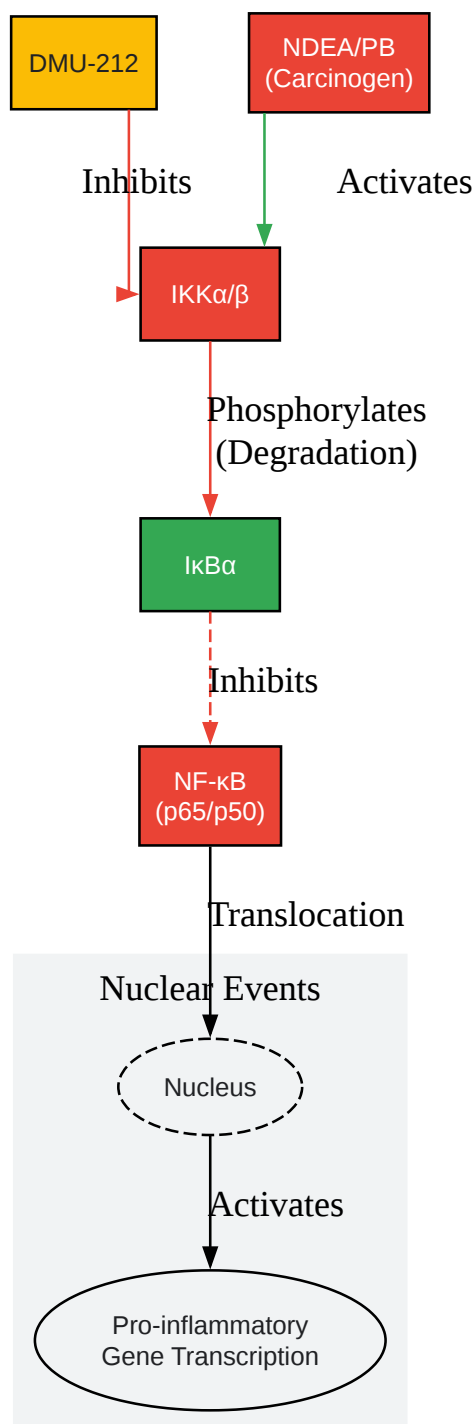 DMU-212
NDEA/PB
(Carcinogen)
Inhibits
Activates
IKKα/β
Phosphorylates
(Degradation)
IκBα
Inhibits
NF-κB
(p65/p50)
Translocation
Nuclear Events
Nucleus
Activates
Pro-inflammatory
Gene Transcription